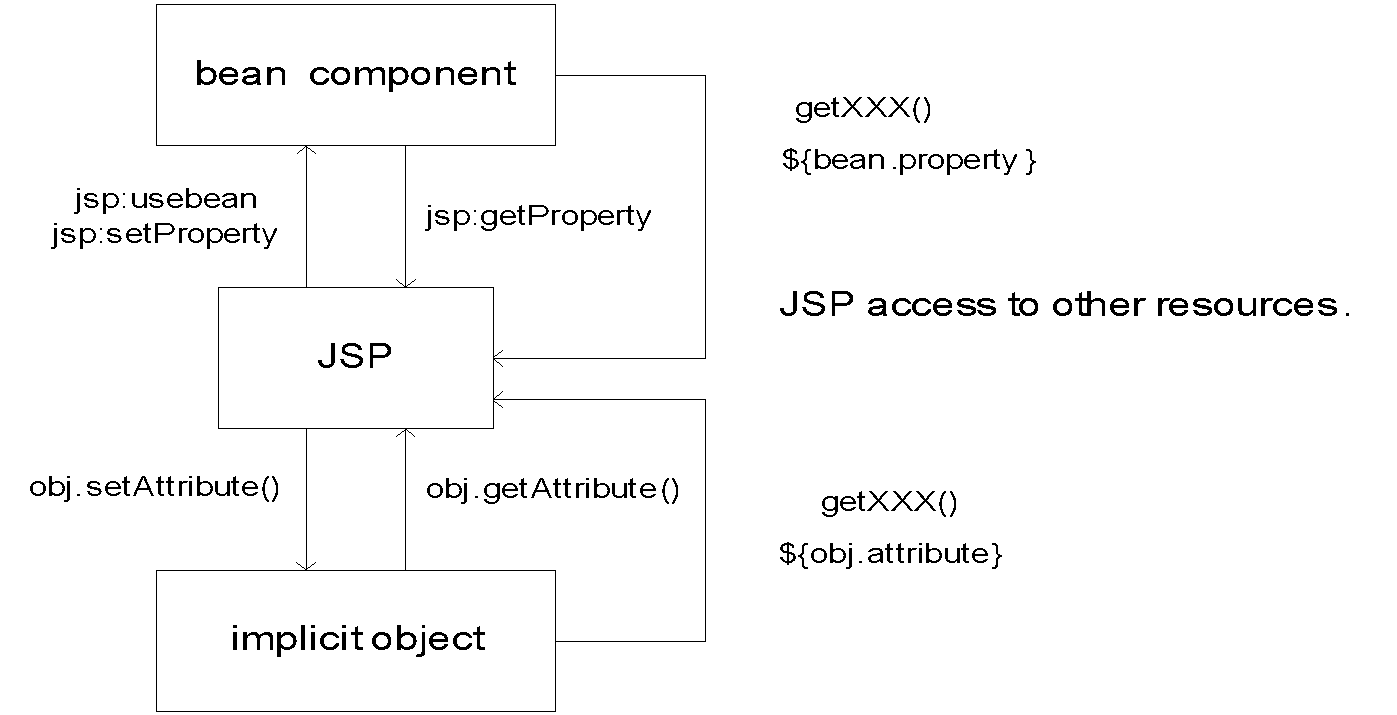 bean component
getXXX()
${bean.property }
jsp:usebean
jsp:setProperty
jsp:getProperty
JSP access to other resources.
JSP
obj.setAttribute()
obj.getAttribute()
getXXX()
${obj.attribute}
implicit object